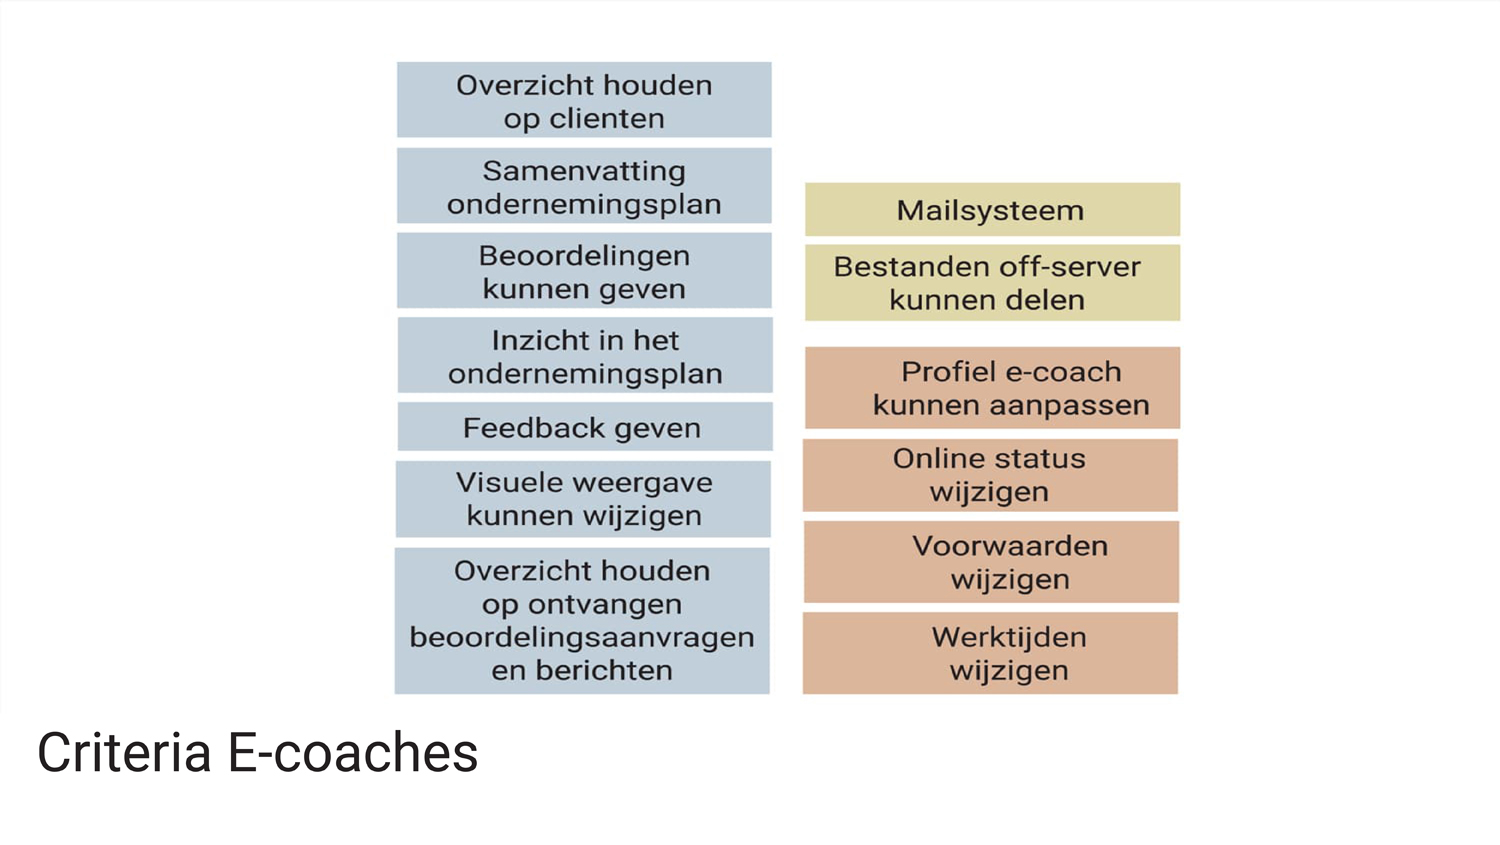 Overzicht houden
op clienten
Samenvatting
ondernemingsplan
Beoordelingen
kunnen geven
Inzicht in het
ondernemingsplan
Feedback geven
Visuele weergave
kunnen wijzigen
Overzicht houden
op ontvangen
beoordelingsaanvragen
en berichten
Mailsysteem
Bestanden off-server
kunnen delen
Profiel e-coach
kunnen aanpassen
Online status
wijzigen
Voorwaarden
wijzigen
Werktijden
wijzigen
Criteria E-coaches